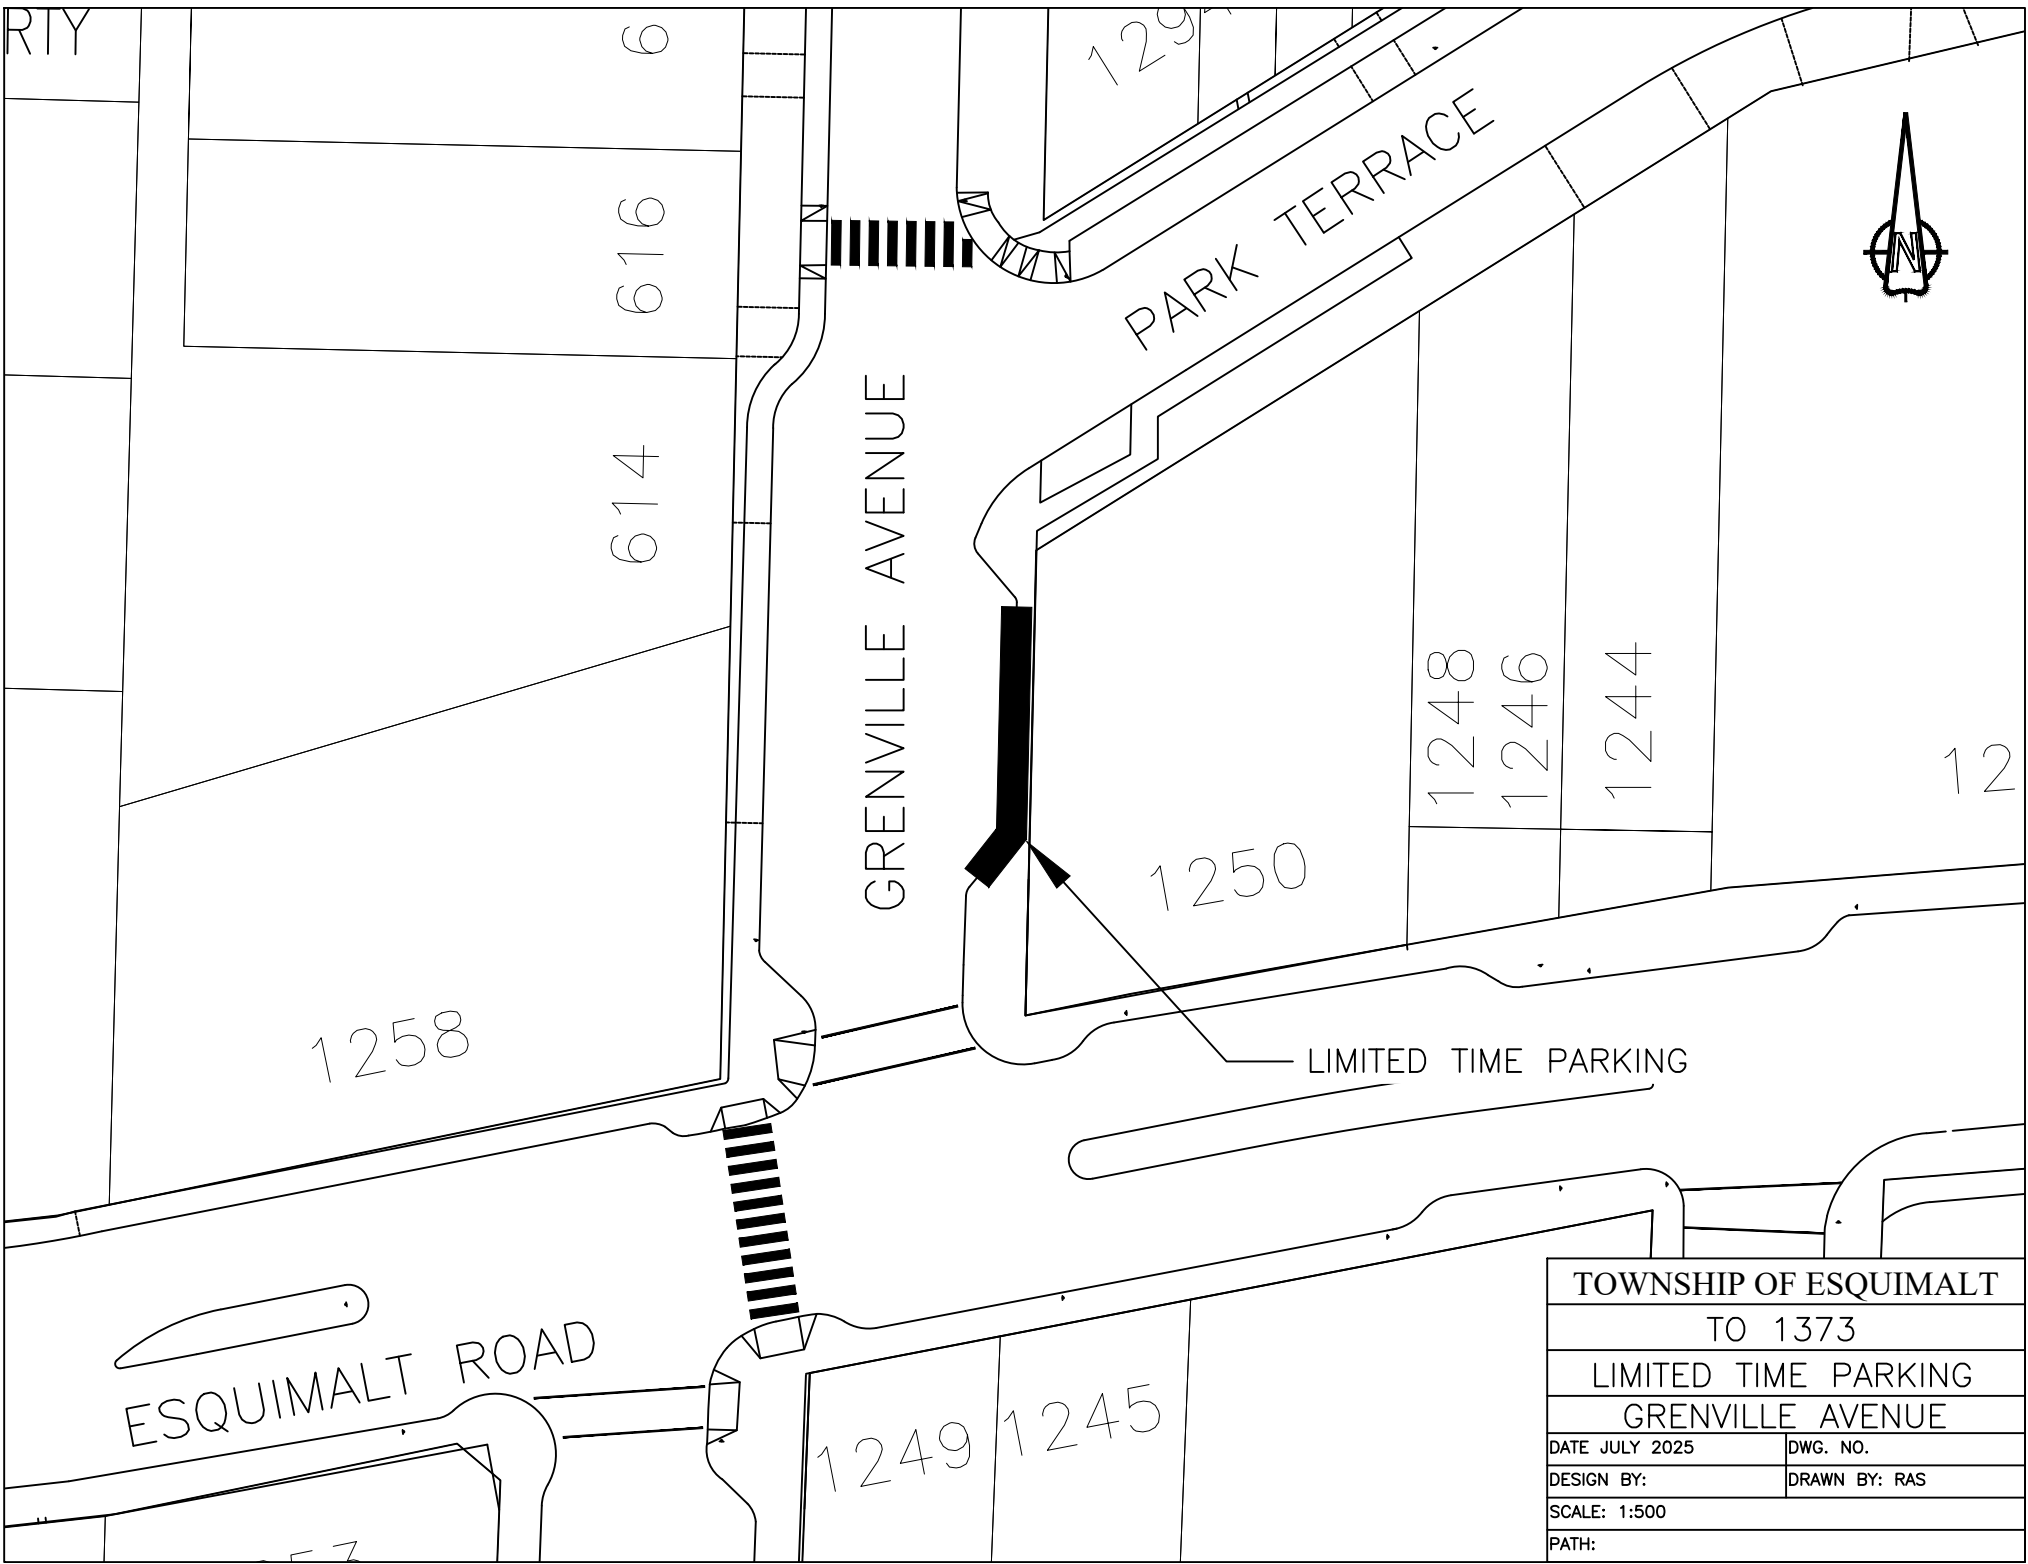 RTY
6
129
616
PARK TERRACE
N
614
GRENVILLE AVENUE
1248
1246
1244
12
1250
1258
LIMITED TIME PARKING
ESQUIMALT ROAD
1249
1245
TOWNSHIP OF ESQUIMALT
TO 1373
LIMITED TIME PARKING
GRENVILLE AVENUE
DATE JULY 2025
DWG. NO.
DESIGN BY:
DRAWN BY: RAS
SCALE: 1:500
PATH: